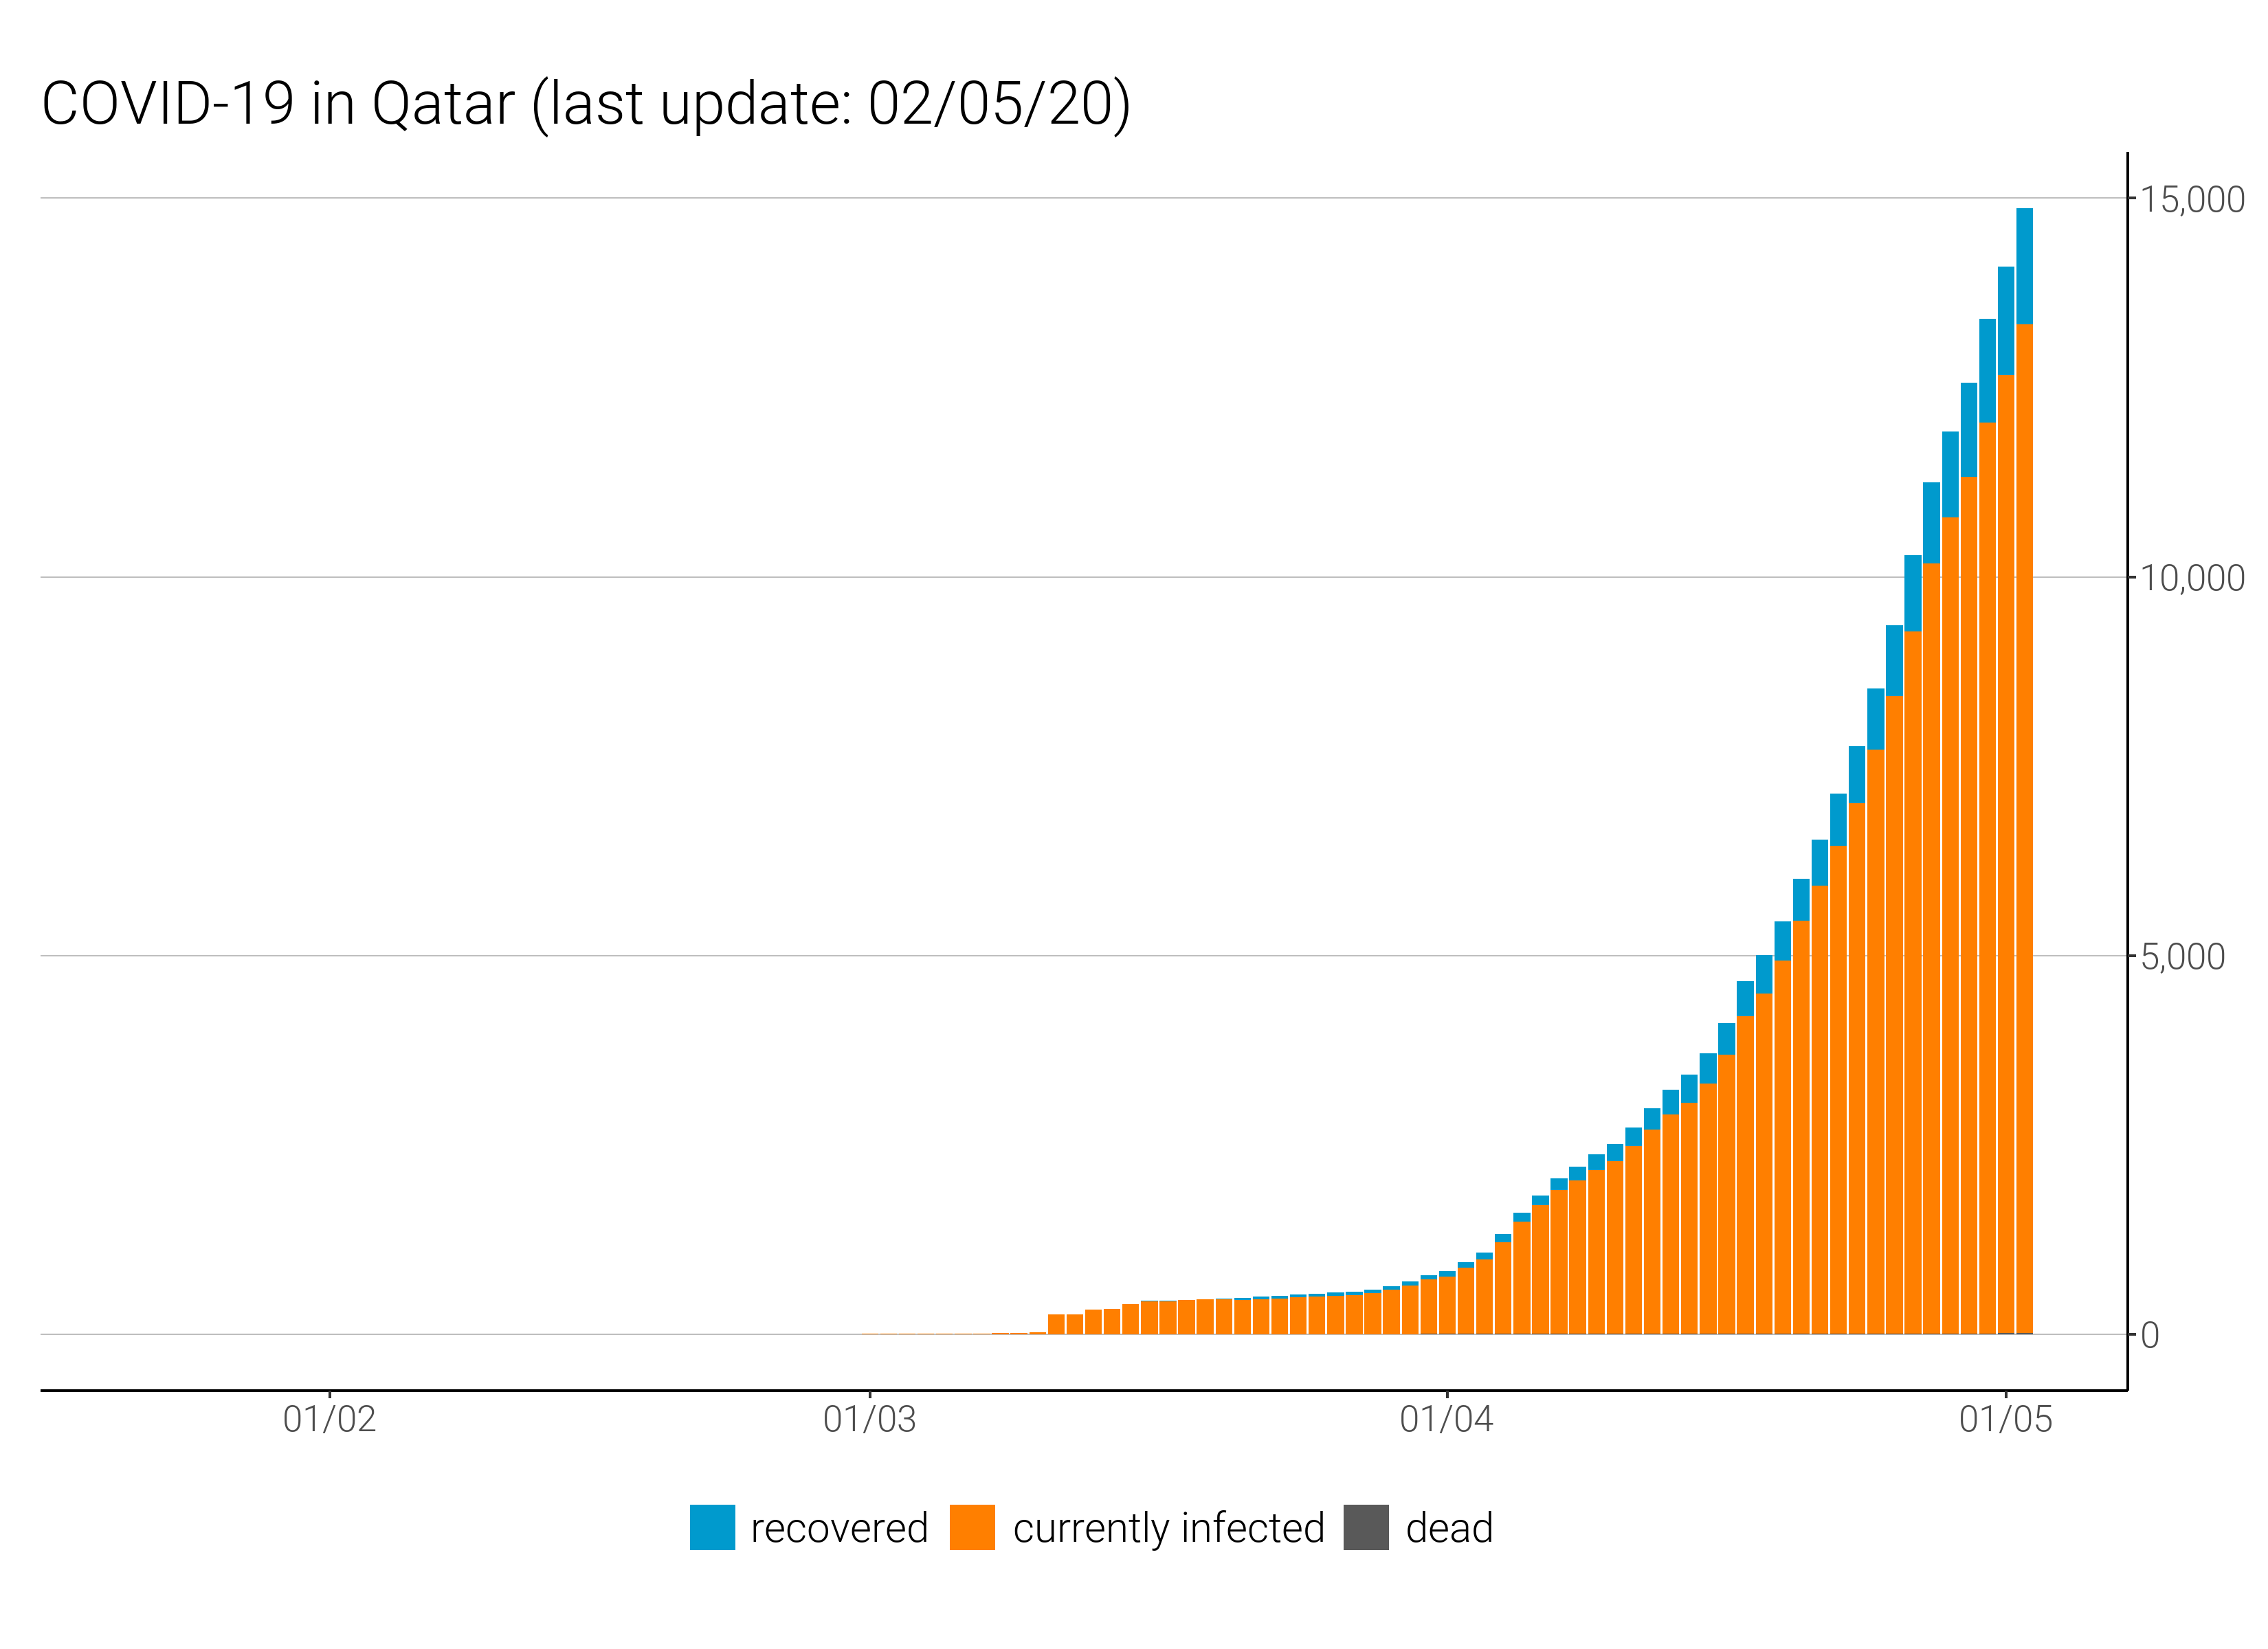 COVID-19 in Qatar (last update: 02/05/20)
15,000
10,000
5,000
0
01/02 01/03 01/04 01/05
recovered currently infected dead